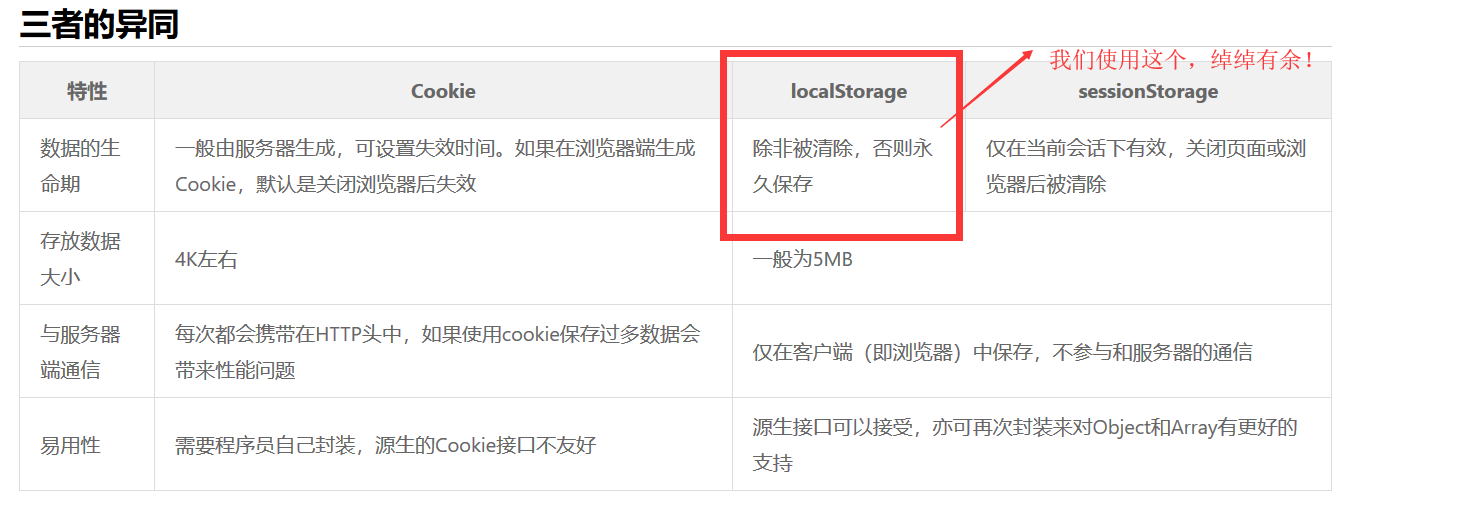 三者的异同
我们使用这个，绰绰有余！
特性
Cookie
localStorage
sessionStorage
数据的生
命期
一般由服务器生成，可设置失效时间。如果在浏览器端生成
Cookie，默认是关闭浏览器后失效
除非被清除，否则永
久保存
仅在当前会话下有效，关闭页面或浏
览器后被清除
存放数据
大小
4K左右
一般为5MB
与服务器
端通信
每次都会携带在HTTP头中，如果使用cookie保存过多数据会
带来性能问题
仅在客户端（即浏览器）中保存，不参与和服务器的通信
易用性
需要程序员自己封装，源生的Cookie接口不友好
源生接口可以接受，亦可再次封装来对Object和Array有更好的
支持